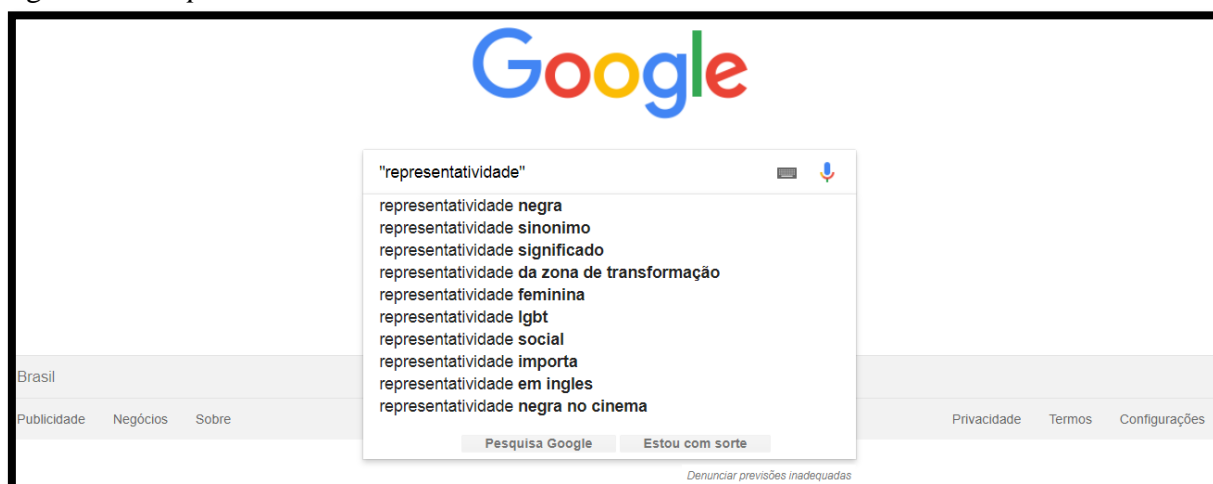 Google
"representatividade"
representatividade negra
representatividade sinonimo
representatividade significado
representatividade da zona de transformação
representatividade feminina
representatividade lgbt
representatividade social
representatividade importa
representatividade em ingles
representatividade negra no cinema
Pesquisa Google Estou com sorte
Denunciar previsões inadequadas
Brasil
Publicidade Negócios Sobre Privacidade Termos Configurações